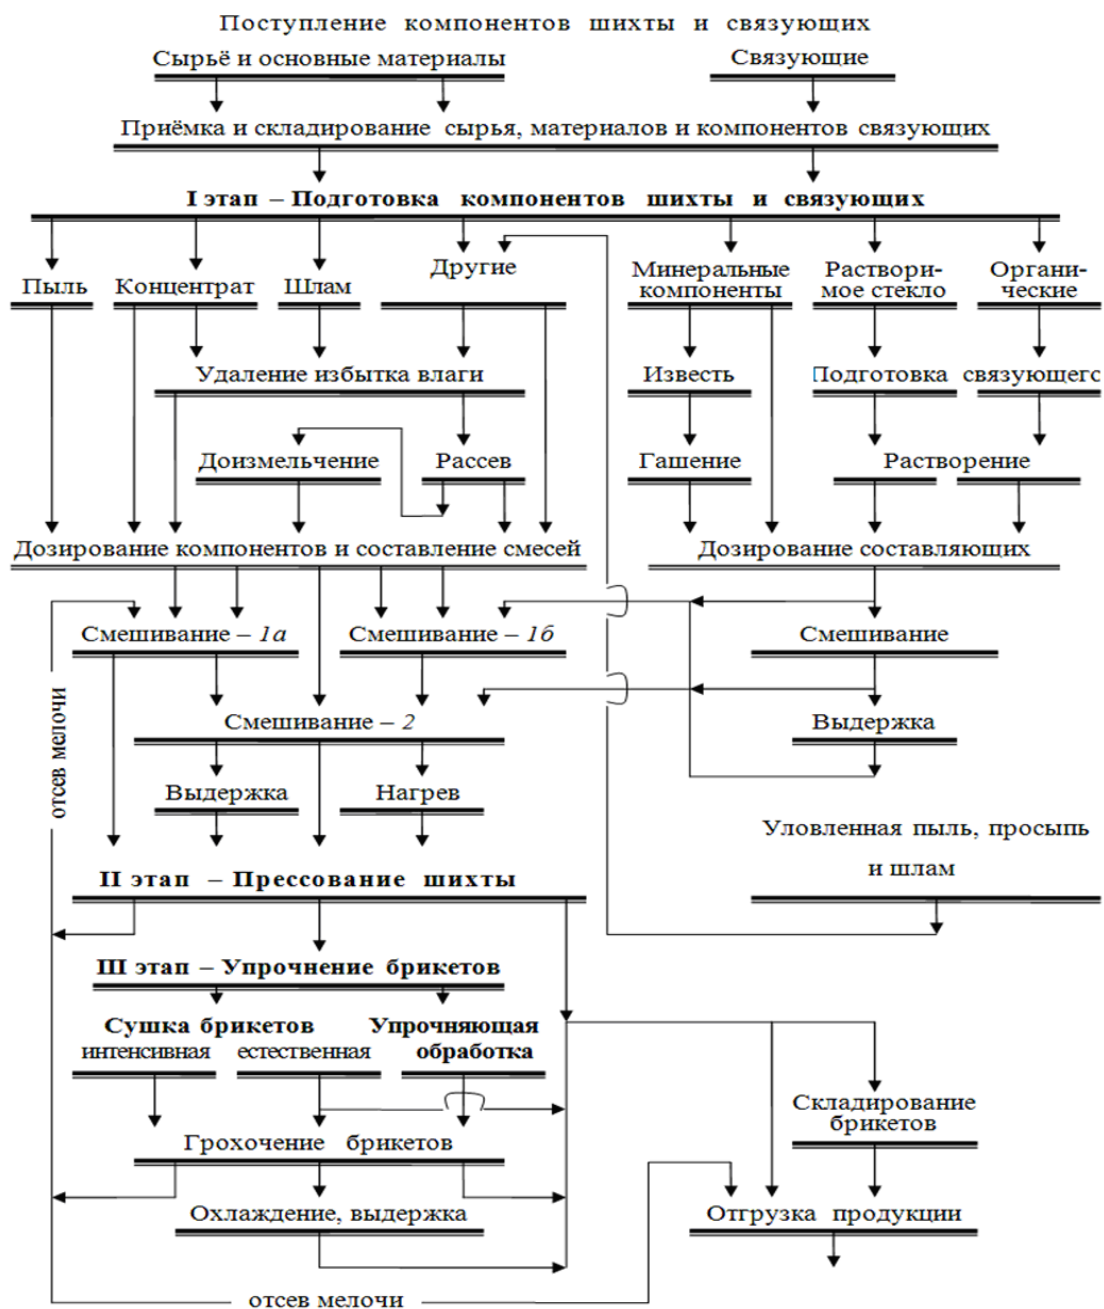 Поступление компонентов шихты и связующих
Сырьё и основные материалы
Связующие
Приёмка и складирование сырья, материалов и компонентов связующих
I этап – Подготовка компонентов шихты и связующих
Пыль
Концентрат
Шлам
Другие
Минеральные
компоненты
Раствори-
мое стекло
Органи-
ческие
Удаление избытка влаги
Известь
Подготовка связующегс
Доизмельчение
Рассев
Гашение
Растворение
Дозирование компонентов и составление смесей
Дозирование составляющих
Смешивание – 1а
Смешивание – 1б
Смешивание
отсев мелочи
Смешивание – 2
Выдержка
Выдержка
Нагрев
Уловленная пыль, просыпь
и шлам
II этап – Прессование шихты
III этап – Упрочнение брикетов
Сушка брикетов
интенсивная
естественная
Упрочняющая
обработка
Складирование
брикетов
Грохочение брикетов
Охлаждение, выдержка
Отгрузка продукции
отсев мелочи